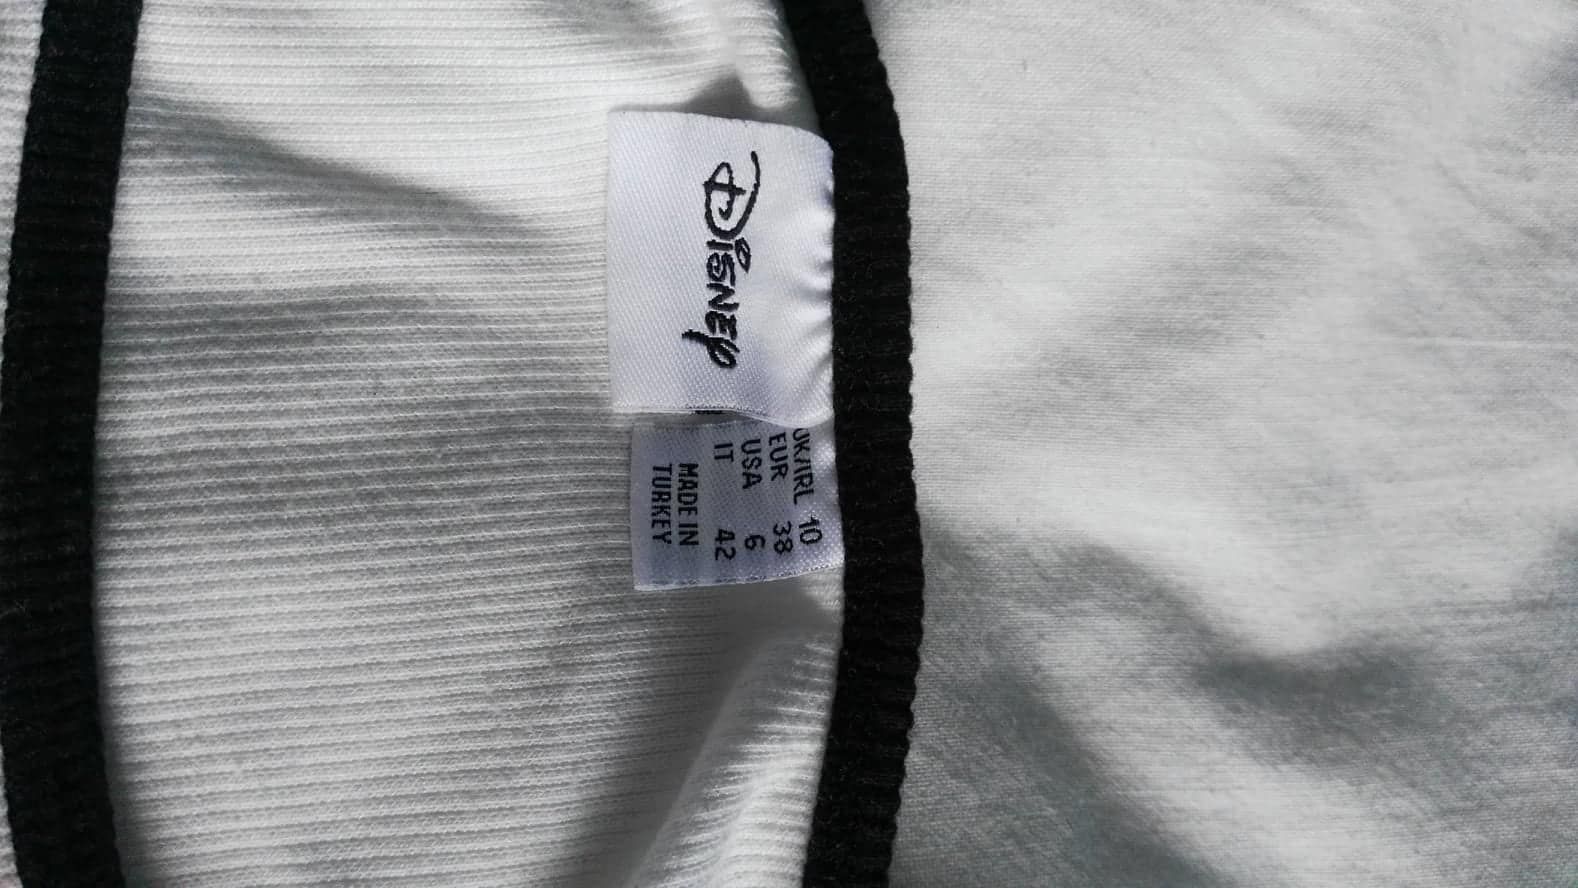 Disney
UK/IRL 10
EUR 38
USA 6
IT 42
MADE IN
TURKEY